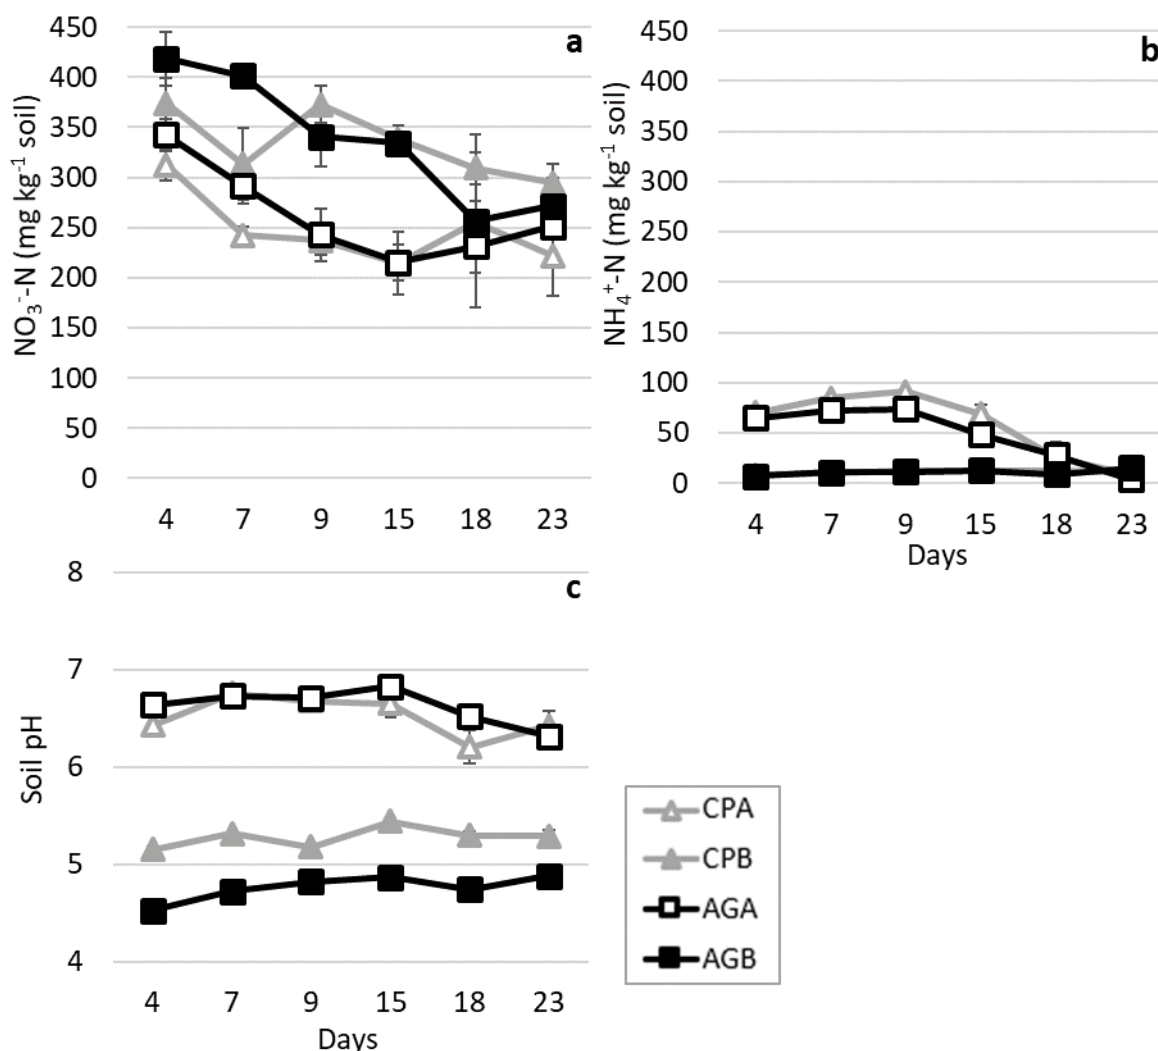 a
NO₃⁻-N (mg kg⁻¹ soil)
450
400
350
300
250
200
150
100
50
0
4 7 9 15 18 23
b
NH₄⁺-N (mg kg⁻¹ soil)
450
400
350
300
250
200
150
100
50
0
4 7 9 15 18 23
Days
c
Soil pH
8
7
6
5
4
4 7 9 15 18 23
Days
CPA
CPB
AGA
AGB